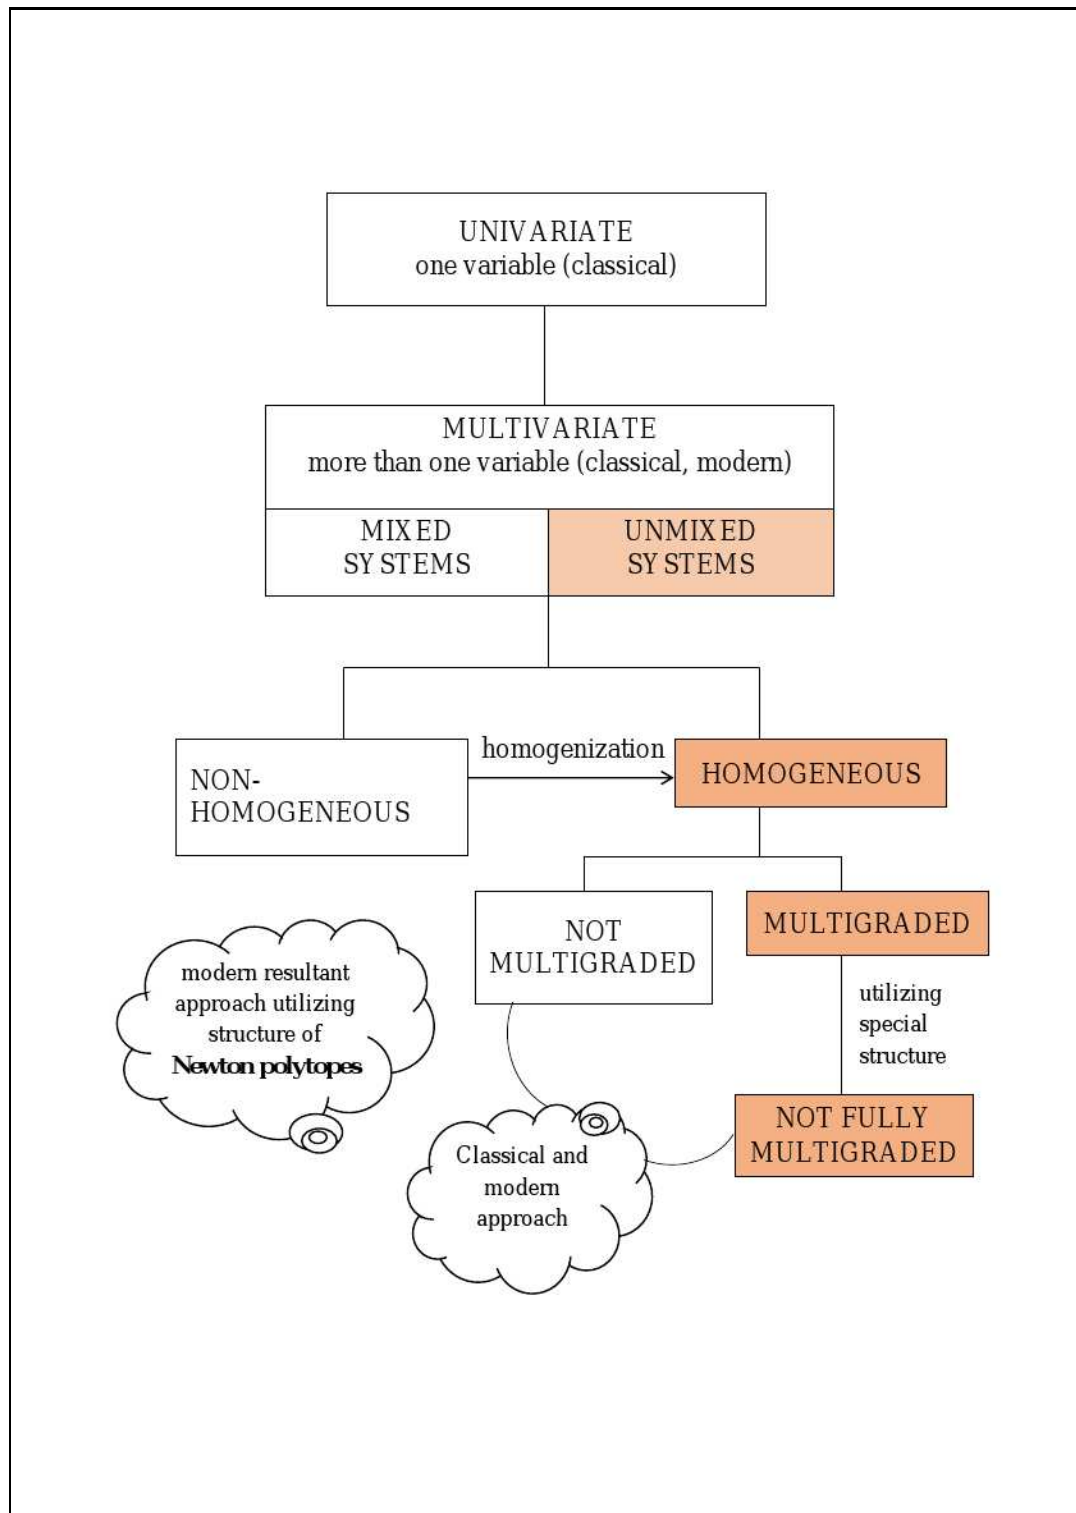 UNIVARIATE
one variable (classical)
MULTIVARIATE
more than one variable (classical, modern)
MIXED
SYSTEMS
UNMIXED
SYSTEMS
NON-
HOMOGENEOUS
homogenization
HOMOGENEOUS
NOT
MULTIGRADED
MULTIGRADED
modern resultant
approach utilizing
structure of
Newton polytopes
utilizing
special
structure
NOT FULLY
MULTIGRADED
Classical and
modern
approach